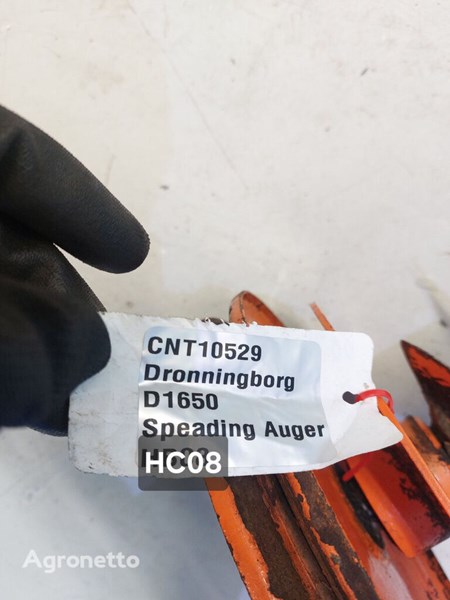 CNT10529
Dronningborg
D1650
Speading Auger
HC08
Agronetto